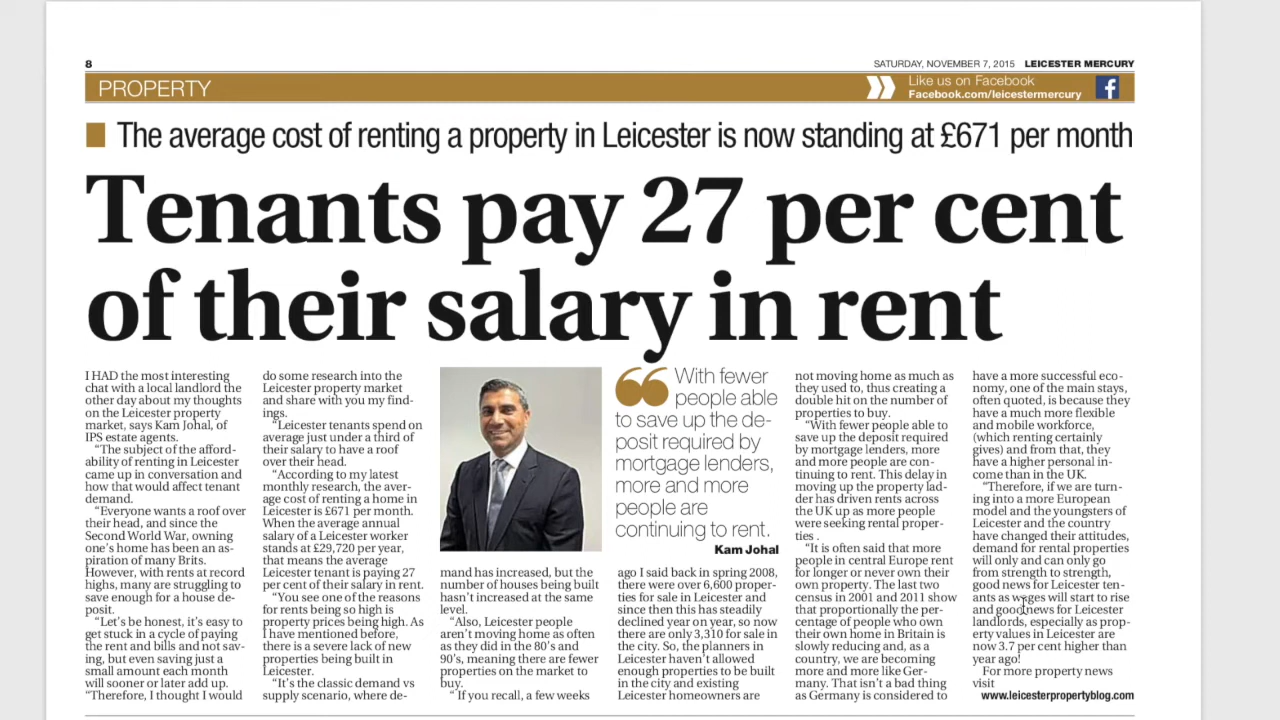 8
SATURDAY, NOVEMBER 7, 2015 LEICESTER MERCURY
PROPERTY
Like us on Facebook
Facebook.com/leicestermercury
f
The average cost of renting a property in Leicester is now standing at £671 per month
Tenants pay 27 per cent
of their salary in rent
I HAD the most interesting
chat with a local landlord the
other day about my thoughts
on the Leicester property
market, says Kam Johal, of
IPS estate agents.
“The subject of the afford-
ability of renting in Leicester
came up in conversation and
how that would affect tenant
demand.
“Everyone wants a roof over
their head, and since the
Second World War, owning
one’s home has been an as-
piration of many Brits.
However, with rents at record
highs, many are struggling to
save enough for a house de-
posit.
“Let’s be honest, it’s easy to
get stuck in a cycle of paying
the rent and bills and not sav-
ing, but even saving just a
small amount each month
will sooner or later add up.
“Therefore, I thought I would
do some research into the
Leicester property market
and share with you my find-
ings.
“Leicester tenants spend on
average just under a third of
their salary to have a roof
over their head.
“According to my latest
monthly research, the aver-
age cost of renting a home in
Leicester is £671 per month.
When the average annual
salary of a Leicester worker
stands at £29,720 per year,
that means the average
Leicester tenant is paying 27
per cent of their salary in rent.
“You see one of the reasons
for rents being so high is
property prices being high. As
I have mentioned before,
there is a severe lack of new
properties being built in
Leicester.
“It’s the classic demand vs
supply scenario, where de-
mand has increased, but the
number of houses being built
hasn’t increased at the same
level.
“Also, Leicester people
aren’t moving home as often
as they did in the 80’s and
90’s, meaning there are fewer
properties on the market to
buy.
“ If you recall, a few weeks
With fewer
people able
to save up the de-
posit required by
mortgage lenders,
more and more
people are
continuing to rent.
Kam Johal
ago I said back in spring 2008,
there were over 6,600 proper-
ties for sale in Leicester and
since then this has steadily
declined year on year, so now
there are only 3,310 for sale in
the city. So, the planners in
Leicester haven’t allowed
enough properties to be built
in the city and existing
Leicester homeowners are
not moving home as much as
they used to, thus creating a
double hit on the number of
properties to buy.
“With fewer people able to
save up the deposit required
by mortgage lenders, more
and more people are con-
tinuing to rent. This delay in
moving up the property lad-
der has driven rents across
the UK up as more people
were seeking rental proper-
ties .
“It is often said that more
people in central Europe rent
for longer or never own their
own property. The last two
census in 2001 and 2011 show
that proportionally the per-
centage of people who own
their own home in Britain is
slowly reducing and, as a
country, we are becoming
more and more like Ger-
many. That isn’t a bad thing
as Germany is considered to
have a more successful eco-
nomy, one of the main stays,
often quoted, is because they
have a much more flexible
and mobile workforce,
(which renting certainly
gives) and from that, they
have a higher personal in-
come than in the UK.
“Therefore, if we are turn-
ing into a more European
model and the youngsters of
Leicester and the country
have changed their attitudes,
demand for rental properties
will only and can only go
from strength to strength,
good news for Leicester ten-
ants as wages will start to rise
and good news for Leicester
landlords, especially as prop-
erty values in Leicester are
now 3.7 per cent higher than
year ago!
For more property news
visit
www.leicesterpropertyblog.com